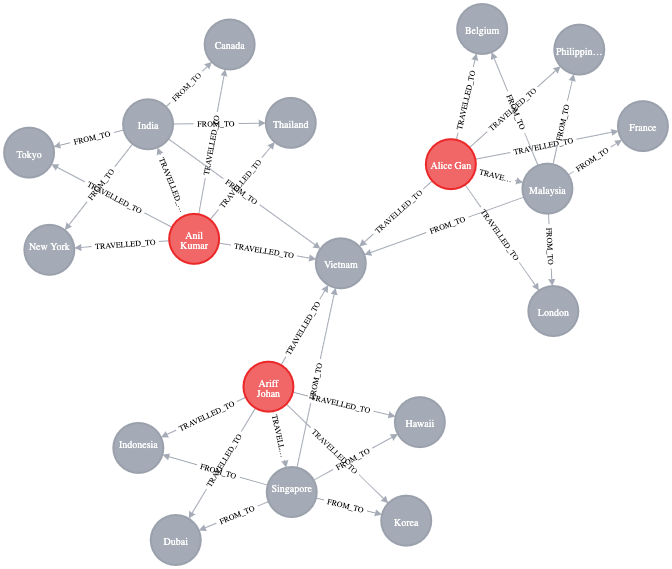 Canada
Belgium
Philippin...
FROM_TO
TRAVELLED_TO
FROM_TO
TRAVELLED_TO
FROM_TO
India
FROM_TO
TRAVELLED_TO
Thailand
France
TRAVELLED_TO
Tokyo
FROM_TO
FROM_TO
Alice Gan
TRAVE...
Malaysia
FROM_TO
TRAVELLED_TO
TRAVELLED_...
TRAVELLED_TO
FROM_TO
TRAVELLED_TO
FROM_TO
TRAVELLED_TO
FROM_TO
New York
TRAVELLED_TO
Anil
Kumar
TRAVELLED_TO
Vietnam
London
TRAVELLED_TO
FROM_TO
Ariff
Johan
TRAVELLED_TO
TRAVELLED_TO
Hawaii
Indonesia
TRAVELLED_TO
TRAVELL...
TRAVELLED_TO
FROM_TO
FROM_TO
Singapore
FROM_TO
FROM_TO
Korea
Dubai